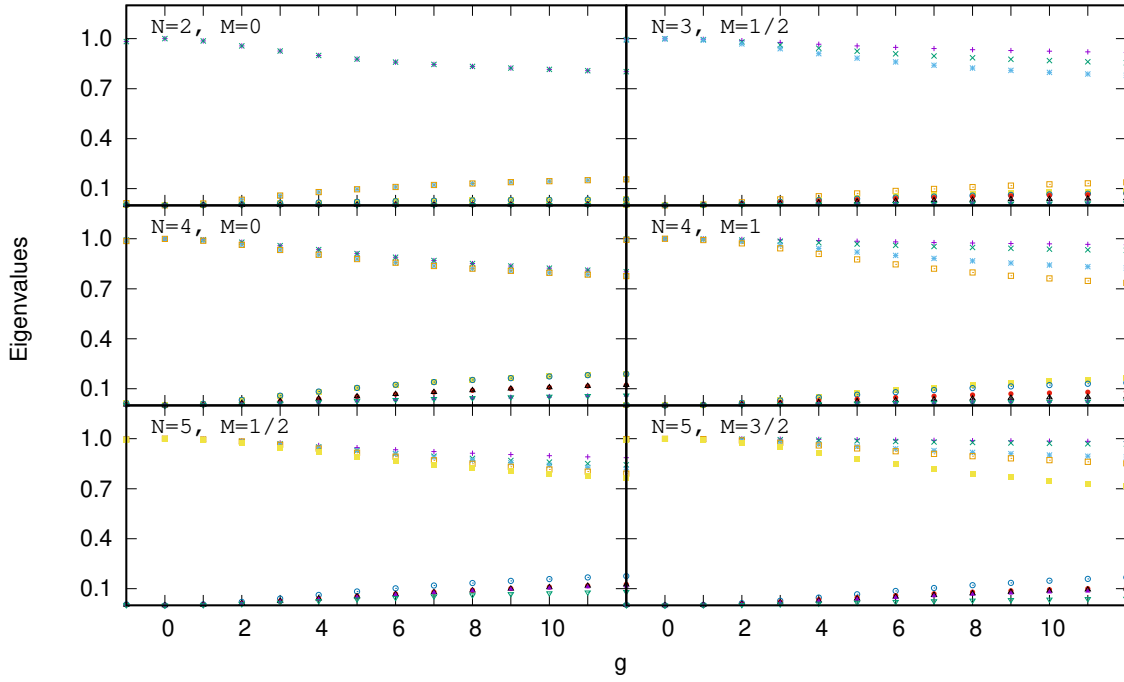 N=2, M=0
N=3, M=1/2
1.0
0.7
0.4
0.1
N=4, M=0
N=4, M=1
1.0
0.7
0.4
0.1
N=5, M=1/2
N=5, M=3/2
1.0
0.7
0.4
0.1
Eigenvalues
0 2 4 6 8 10 0 2 4 6 8 10
g